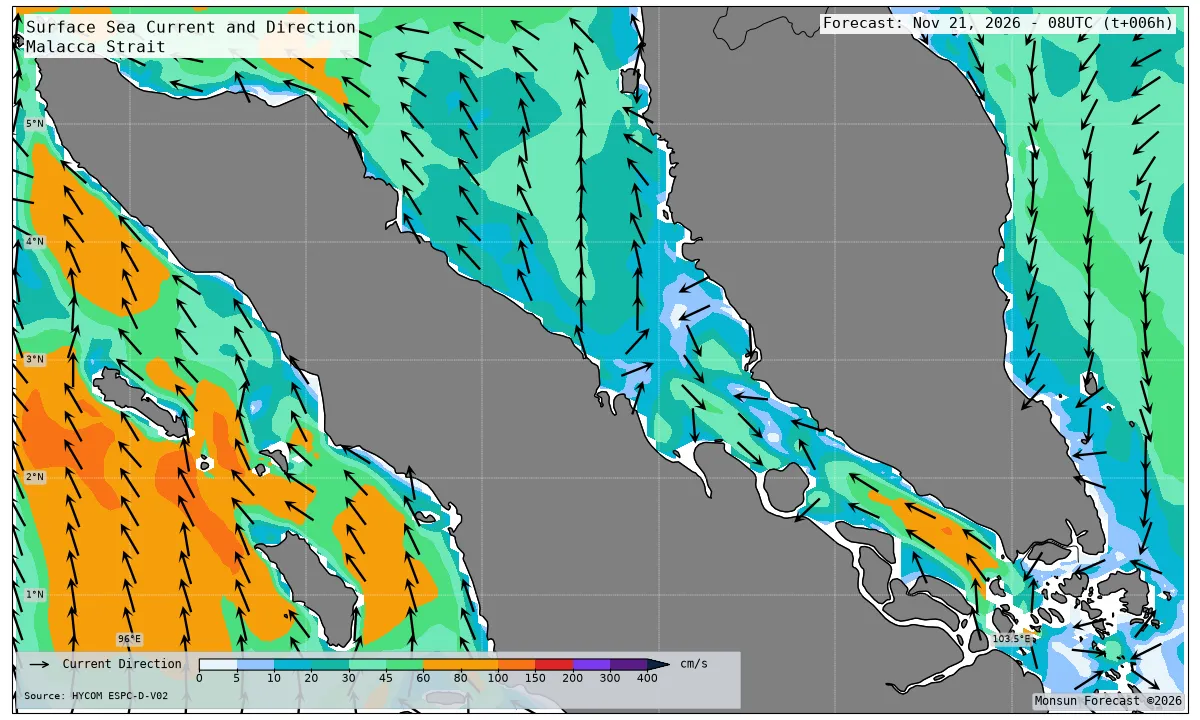 Surface Sea Current and Direction
Malacca Strait
Forecast: Nov 21, 2026 - 08UTC (t+006h)
5°N
4°N
3°N
2°N
1°N
96°E
103.5°E
Current Direction
0 5 10 20 30 45 60 80 100 150 200 300 400
cm/s
Source: HYCOM ESPC-D-V02
Monsun Forecast ©2026